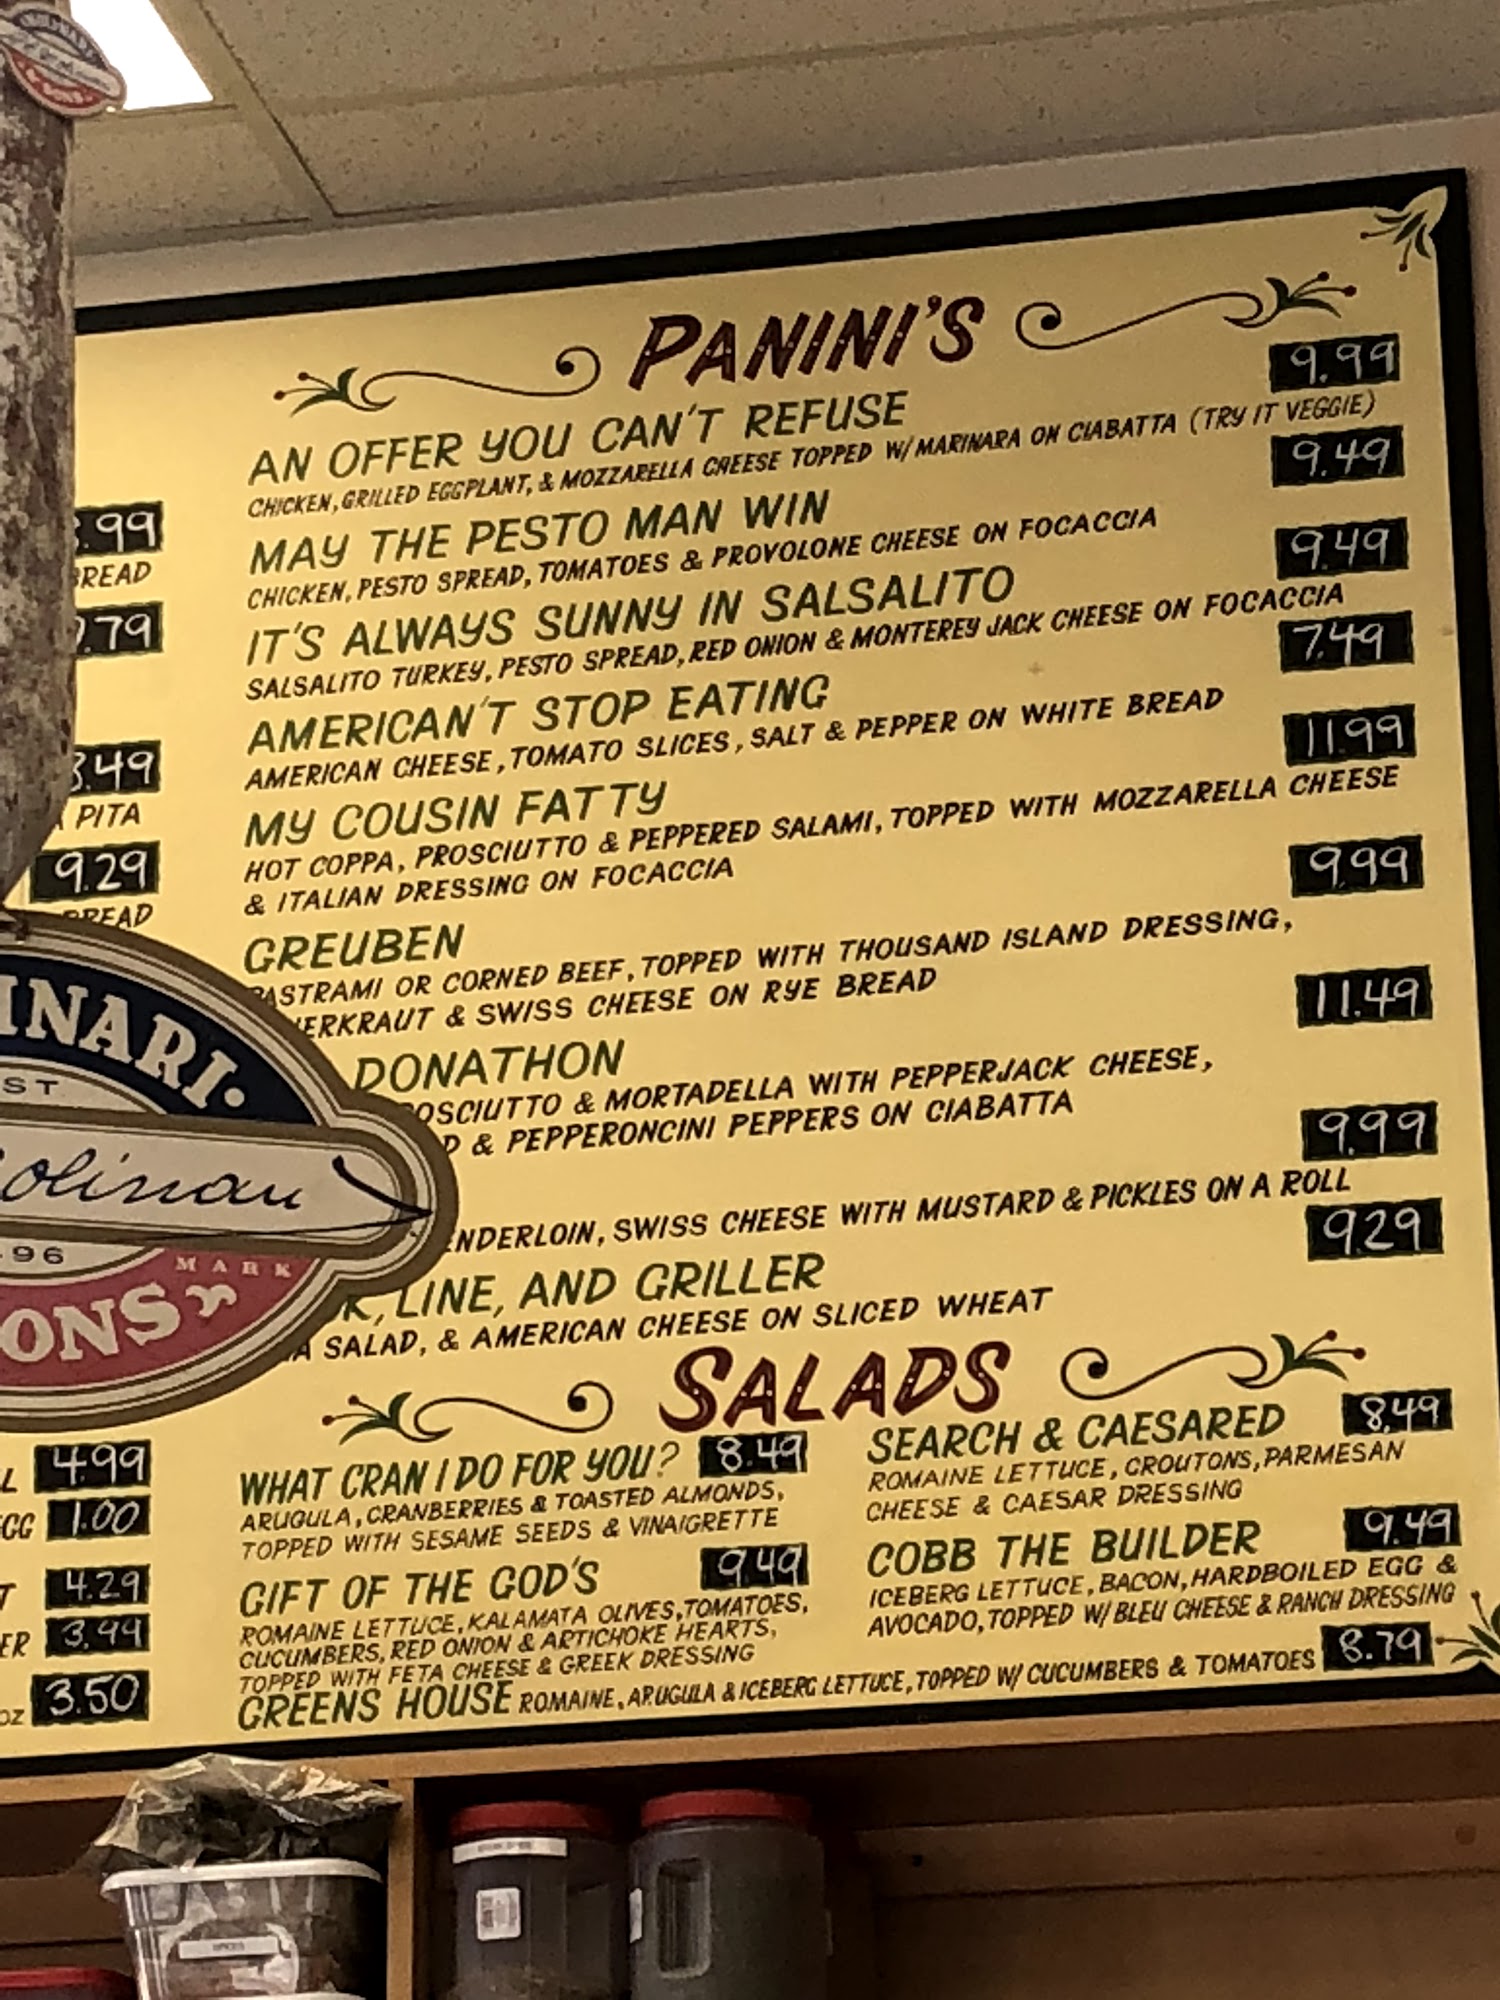 PANINI'S
AN OFFER YOU CAN'T REFUSE 9.99
CHICKEN, GRILLED EGGPLANT, & MOZZARELLA CHEESE TOPPED W/ MARINARA ON CIABATTA (TRY IT VEGGIE)
MAY THE PESTO MAN WIN 9.49
CHICKEN, PESTO SPREAD, TOMATOES & PROVOLONE CHEESE ON FOCACCIA
IT'S ALWAYS SUNNY IN SALSALITO 9.49
SALSALITO TURKEY, PESTO SPREAD, RED ONION & MONTEREY JACK CHEESE ON FOCACCIA
AMERICAN'T STOP EATING 7.49
AMERICAN CHEESE, TOMATO SLICES, SALT & PEPPER ON WHITE BREAD
MY COUSIN FATTY 11.99
HOT COPPA, PROSCIUTTO & PEPPERED SALAMI, TOPPED WITH MOZZARELLA CHEESE
& ITALIAN DRESSING ON FOCACCIA
GREUBEN 9.99
PASTRAMI OR CORNED BEEF, TOPPED WITH THOUSAND ISLAND DRESSING,
ERKRAUT & SWISS CHEESE ON RYE BREAD
DONATHON 11.49
OSCIUTTO & MORTADELLA WITH PEPPERJACK CHEESE,
D & PEPPERONCINI PEPPERS ON CIABATTA
9.99
ENDERLOIN, SWISS CHEESE WITH MUSTARD & PICKLES ON A ROLL
K, LINE, AND GRILLER 9.29
A SALAD, & AMERICAN CHEESE ON SLICED WHEAT
SALADS
WHAT CRAN I DO FOR YOU? 8.49
ARUGULA, CRANBERRIES & TOASTED ALMONDS,
TOPPED WITH SESAME SEEDS & VINAIGRETTE
GIFT OF THE GOD'S 9.49
ROMAINE LETTUCE, KALAMATA OLIVES, TOMATOES,
CUCUMBERS, RED ONION & ARTICHOKE HEARTS,
TOPPED WITH FETA CHEESE & GREEK DRESSING
SEARCH & CAESARED 8.49
ROMAINE LETTUCE, CROUTONS, PARMESAN
CHEESE & CAESAR DRESSING
COBB THE BUILDER 9.49
ICEBERG LETTUCE, BACON, HARDBOILED EGG &
AVOCADO, TOPPED W/ BLEU CHEESE & RANCH DRESSING
GREENS HOUSE ROMAINE, ARUGULA & ICEBERG LETTUCE, TOPPED W/ CUCUMBERS & TOMATOES 8.79
.99
BREAD
.79
.49
PITA
9.29
BREAD
INARI·
ST
olinari
96
MARK
ONS
L 4.99
EGG 1.00
T 4.29
ER 3.99
OZ 3.50
SONS